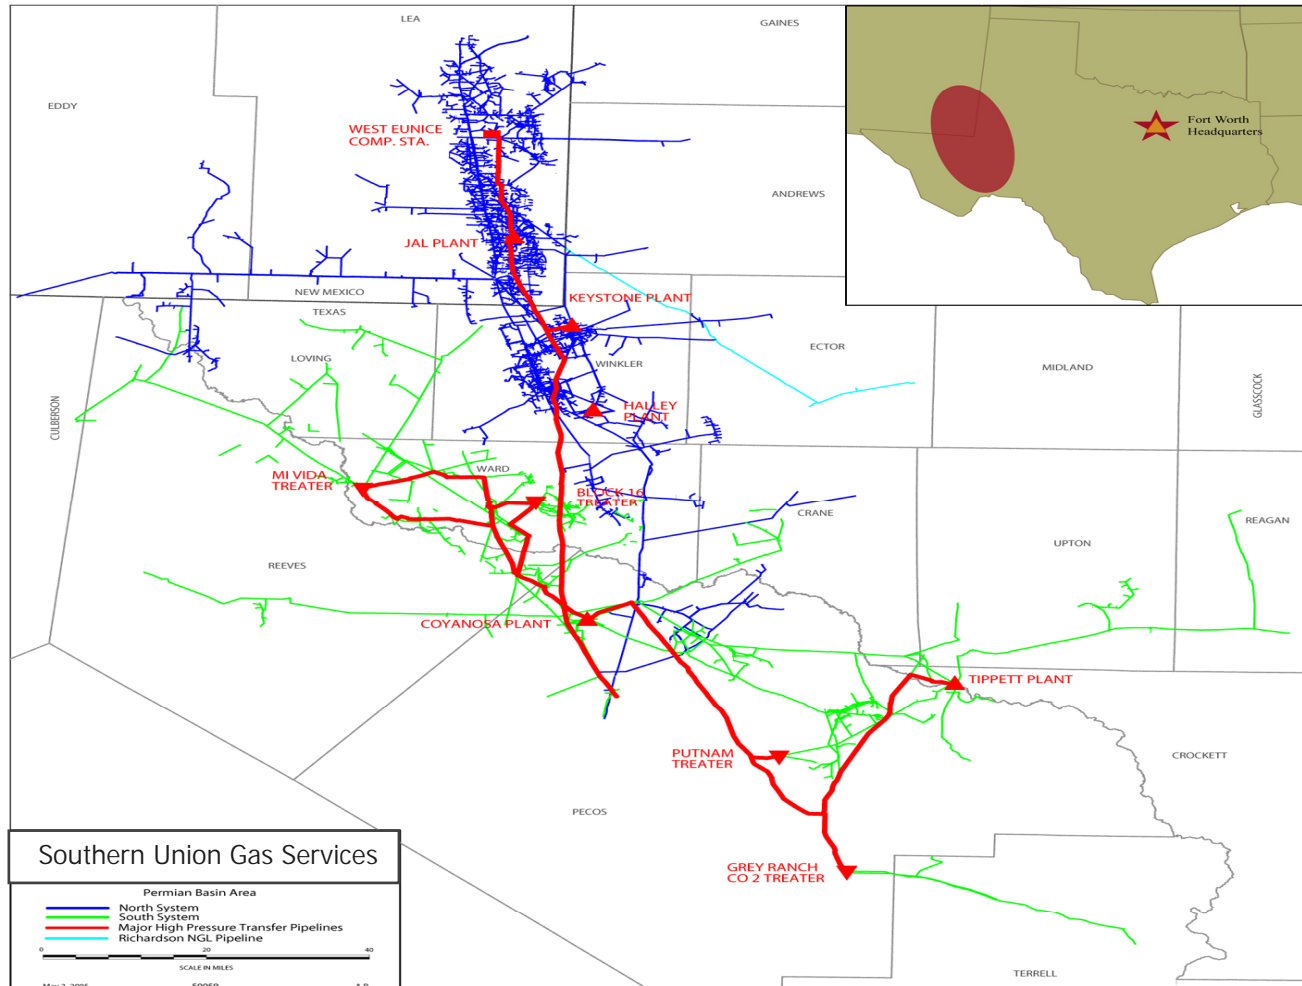 LEA
GAINES
EDDY
WEST EUNICE
COMP. STA.
Fort Worth
Headquarters
ANDREWS
JAL PLANT
NEW MEXICO
KEYSTONE PLANT
TEXAS
LOVING
ECTOR
WINKLER
MIDLAND
GLASSCOCK
CULBERSON
HALLEY
PLANT
WARD
MI VIDA
TREATER
BLOCK 16
TREATER
CRANE
REAGAN
UPTON
REEVES
COYANOSA PLANT
TIPPETT PLANT
PUTNAM
TREATER
CROCKETT
PECOS
GREY RANCH
CO 2 TREATER
TERRELL
Southern Union Gas Services
Permian Basin Area
North System
South System
Major High Pressure Transfer Pipelines
Richardson NGL Pipeline
0 20 40
SCALE IN MILES